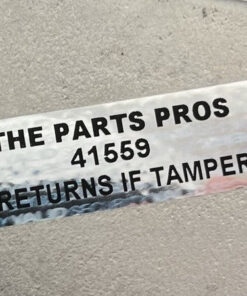 THE PARTS PROS
41559
RETURNS IF TAMPER